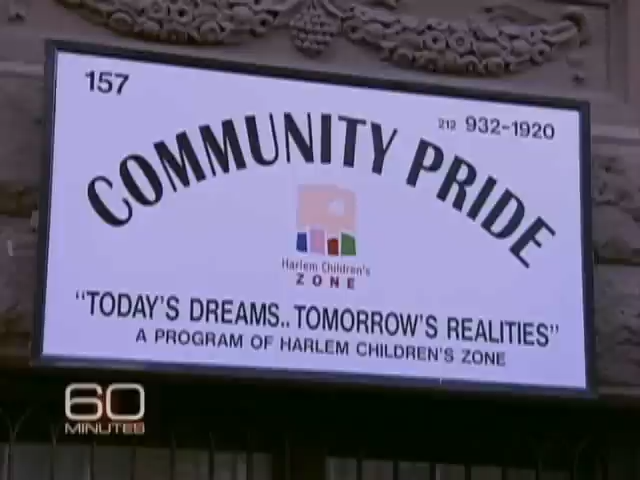 157
212 932-1920
COMMUNITY PRIDE
Harlem Children's
ZONE
"TODAY'S DREAMS.. TOMORROW'S REALITIES"
A PROGRAM OF HARLEM CHILDREN'S ZONE
60
MINUTES